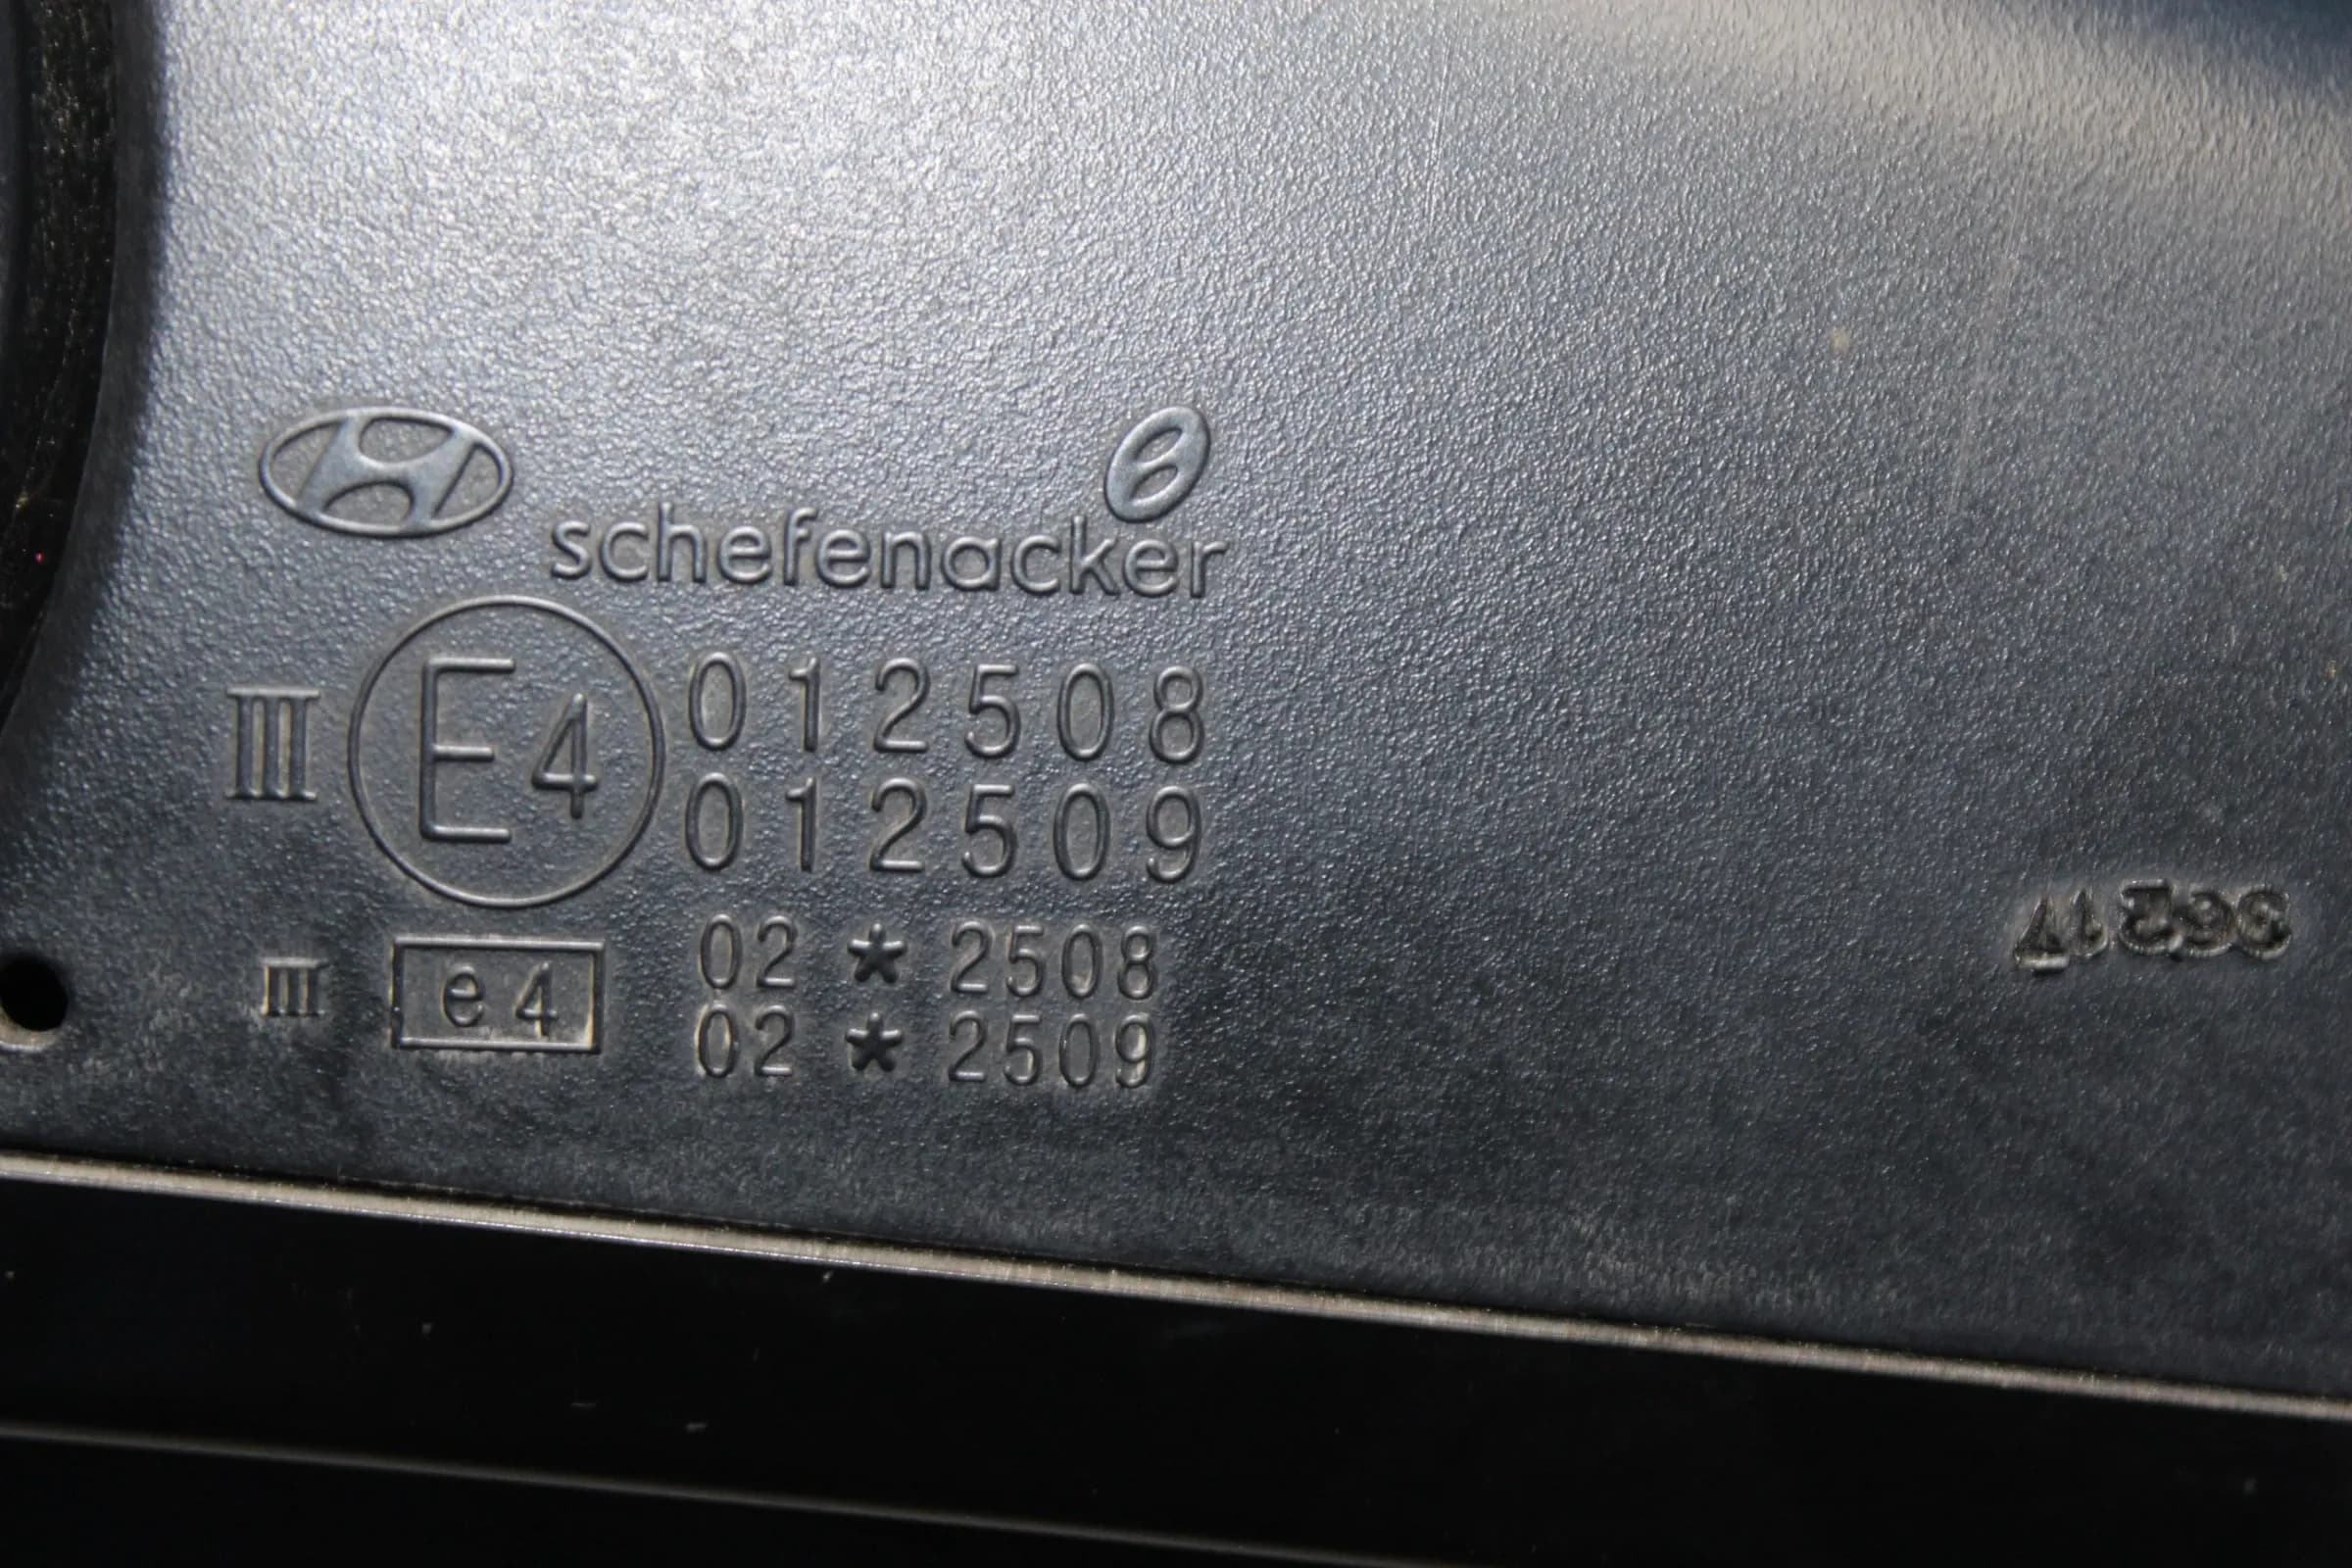 schefenacker
III E4 012508
012509
III e4 02 * 2508
02 * 2509